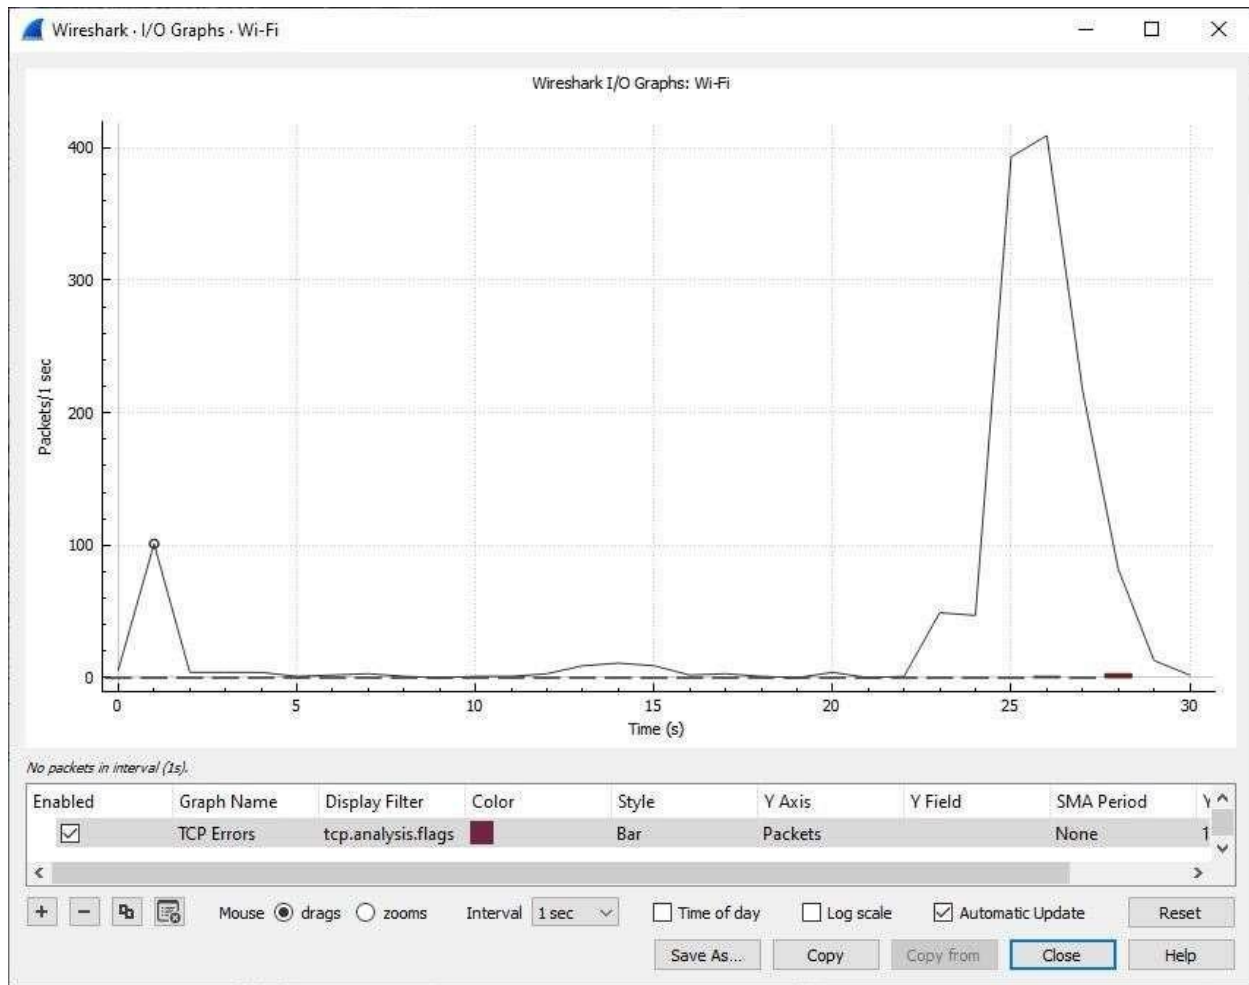 Wireshark · I/O Graphs · Wi-Fi
Wireshark I/O Graphs: Wi-Fi
400
300
200
100
0
Packets/1 sec
0 5 10 15 20 25 30
Time (s)
No packets in interval (1s).
Enabled Graph Name Display Filter Color Style Y Axis Y Field SMA Period Y
TCP Errors tcp.analysis.flags Bar Packets None 1
Mouse drags zooms Interval 1 sec Time of day Log scale Automatic Update Reset
Save As... Copy Copy from Close Help